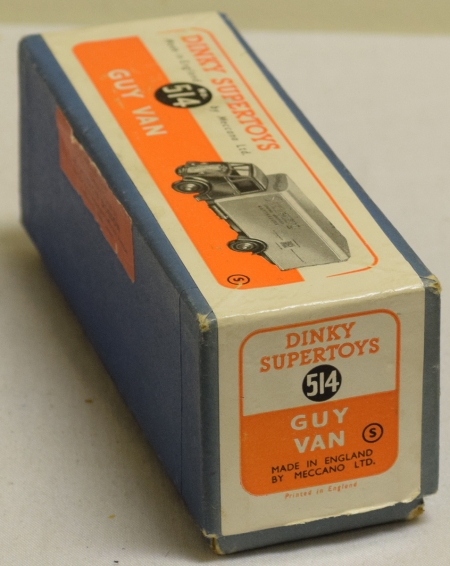 DINKY SUPERTOYS
Made in England
No
514
by Meccano Ltd.
GUY VAN
S
DINKY
SUPERTOYS
514
GUY
VAN
S
MADE IN ENGLAND
BY MECCANO LTD.
Printed in England